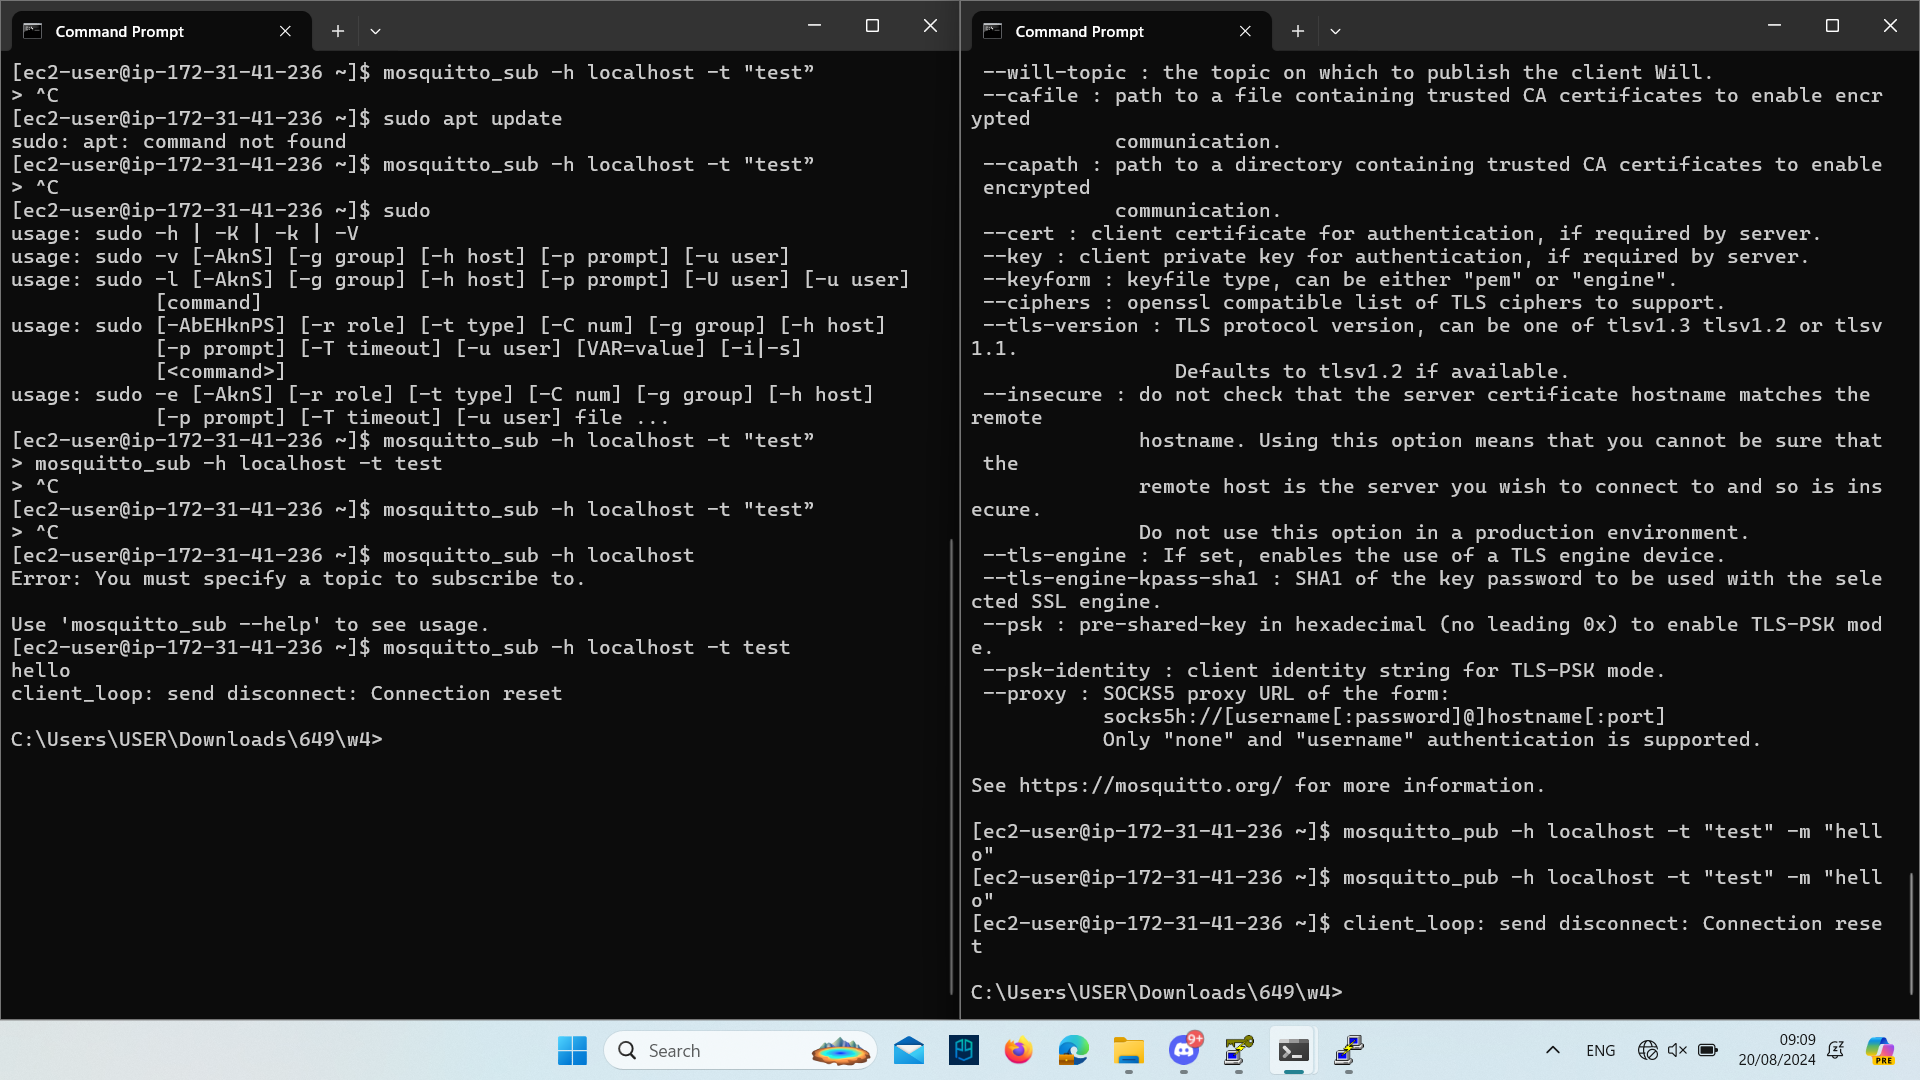 Command Prompt
[ec2-user@ip-172-31-41-236 ~]$ mosquitto_sub -h localhost -t "test”
> ^C
[ec2-user@ip-172-31-41-236 ~]$ sudo apt update
sudo: apt: command not found
[ec2-user@ip-172-31-41-236 ~]$ mosquitto_sub -h localhost -t "test”
> ^C
[ec2-user@ip-172-31-41-236 ~]$ sudo
usage: sudo -h | -K | -k | -V
usage: sudo -v [-AknS] [-g group] [-h host] [-p prompt] [-u user]
usage: sudo -l [-AknS] [-g group] [-h host] [-p prompt] [-U user] [-u user]
            [command]
usage: sudo [-AbEHknPS] [-r role] [-t type] [-C num] [-g group] [-h host]
            [-p prompt] [-T timeout] [-u user] [VAR=value] [-i|-s]
            [<command>]
usage: sudo -e [-AknS] [-r role] [-t type] [-C num] [-g group] [-h host]
            [-p prompt] [-T timeout] [-u user] file ...
[ec2-user@ip-172-31-41-236 ~]$ mosquitto_sub -h localhost -t "test”
> mosquitto_sub -h localhost -t test
> ^C
[ec2-user@ip-172-31-41-236 ~]$ mosquitto_sub -h localhost -t "test”
> ^C
[ec2-user@ip-172-31-41-236 ~]$ mosquitto_sub -h localhost
Error: You must specify a topic to subscribe to.
Use 'mosquitto_sub --help' to see usage.
[ec2-user@ip-172-31-41-236 ~]$ mosquitto_sub -h localhost -t test
hello
client_loop: send disconnect: Connection reset
C:\Users\USER\Downloads\649\w4>
Command Prompt
 --will-topic : the topic on which to publish the client Will.
 --cafile : path to a file containing trusted CA certificates to enable encr
ypted
            communication.
 --capath : path to a directory containing trusted CA certificates to enable
 encrypted
            communication.
 --cert : client certificate for authentication, if required by server.
 --key : client private key for authentication, if required by server.
 --keyform : keyfile type, can be either "pem" or "engine".
 --ciphers : openssl compatible list of TLS ciphers to support.
 --tls-version : TLS protocol version, can be one of tlsv1.3 tlsv1.2 or tlsv
1.1.
                 Defaults to tlsv1.2 if available.
 --insecure : do not check that the server certificate hostname matches the
remote
              hostname. Using this option means that you cannot be sure that
 the
              remote host is the server you wish to connect to and so is ins
ecure.
              Do not use this option in a production environment.
 --tls-engine : If set, enables the use of a TLS engine device.
 --tls-engine-kpass-sha1 : SHA1 of the key password to be used with the sele
cted SSL engine.
 --psk : pre-shared-key in hexadecimal (no leading 0x) to enable TLS-PSK mod
e.
 --psk-identity : client identity string for TLS-PSK mode.
 --proxy : SOCKS5 proxy URL of the form:
           socks5h://[username[:password]@]hostname[:port]
           Only "none" and "username" authentication is supported.
See https://mosquitto.org/ for more information.
[ec2-user@ip-172-31-41-236 ~]$ mosquitto_pub -h localhost -t "test" -m "hell
o"
[ec2-user@ip-172-31-41-236 ~]$ mosquitto_pub -h localhost -t "test" -m "hell
o"
[ec2-user@ip-172-31-41-236 ~]$ client_loop: send disconnect: Connection rese
t
C:\Users\USER\Downloads\649\w4>
Search
9+
ENG
09:09
20/08/2024
PRE